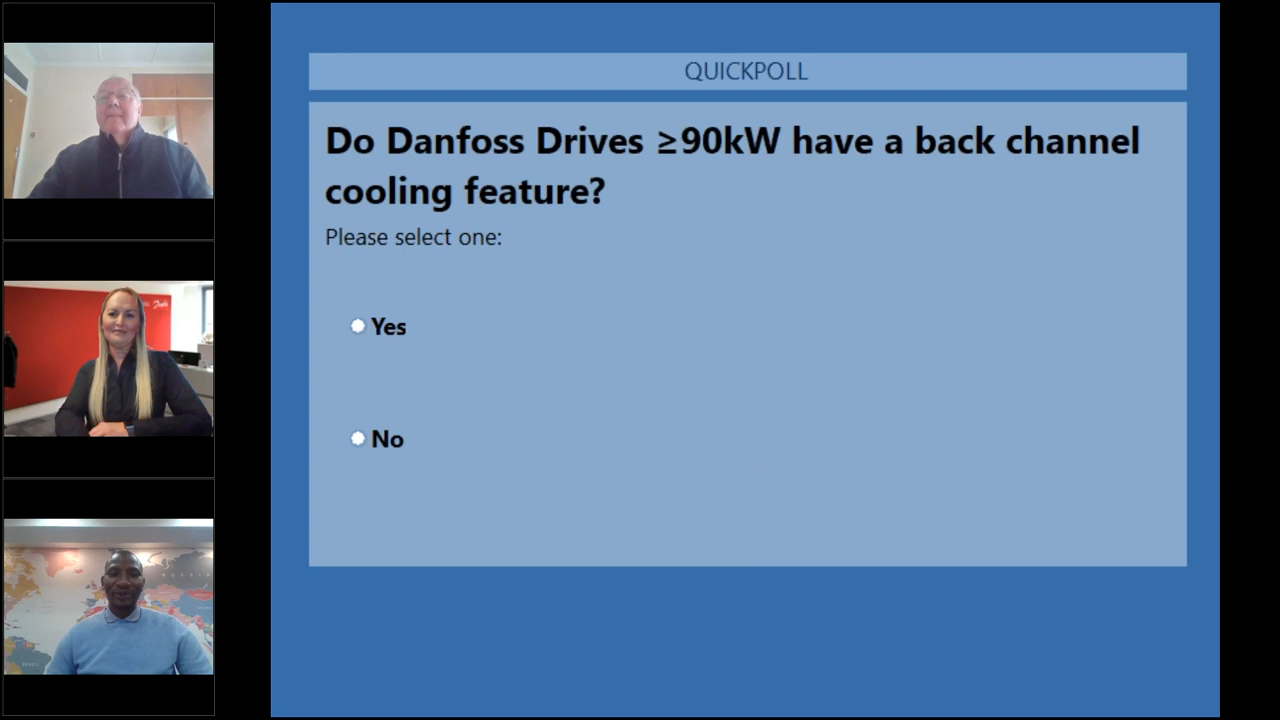 QUICKPOLL
Do Danfoss Drives ≥90kW have a back channel
cooling feature?
Please select one:
Yes
No